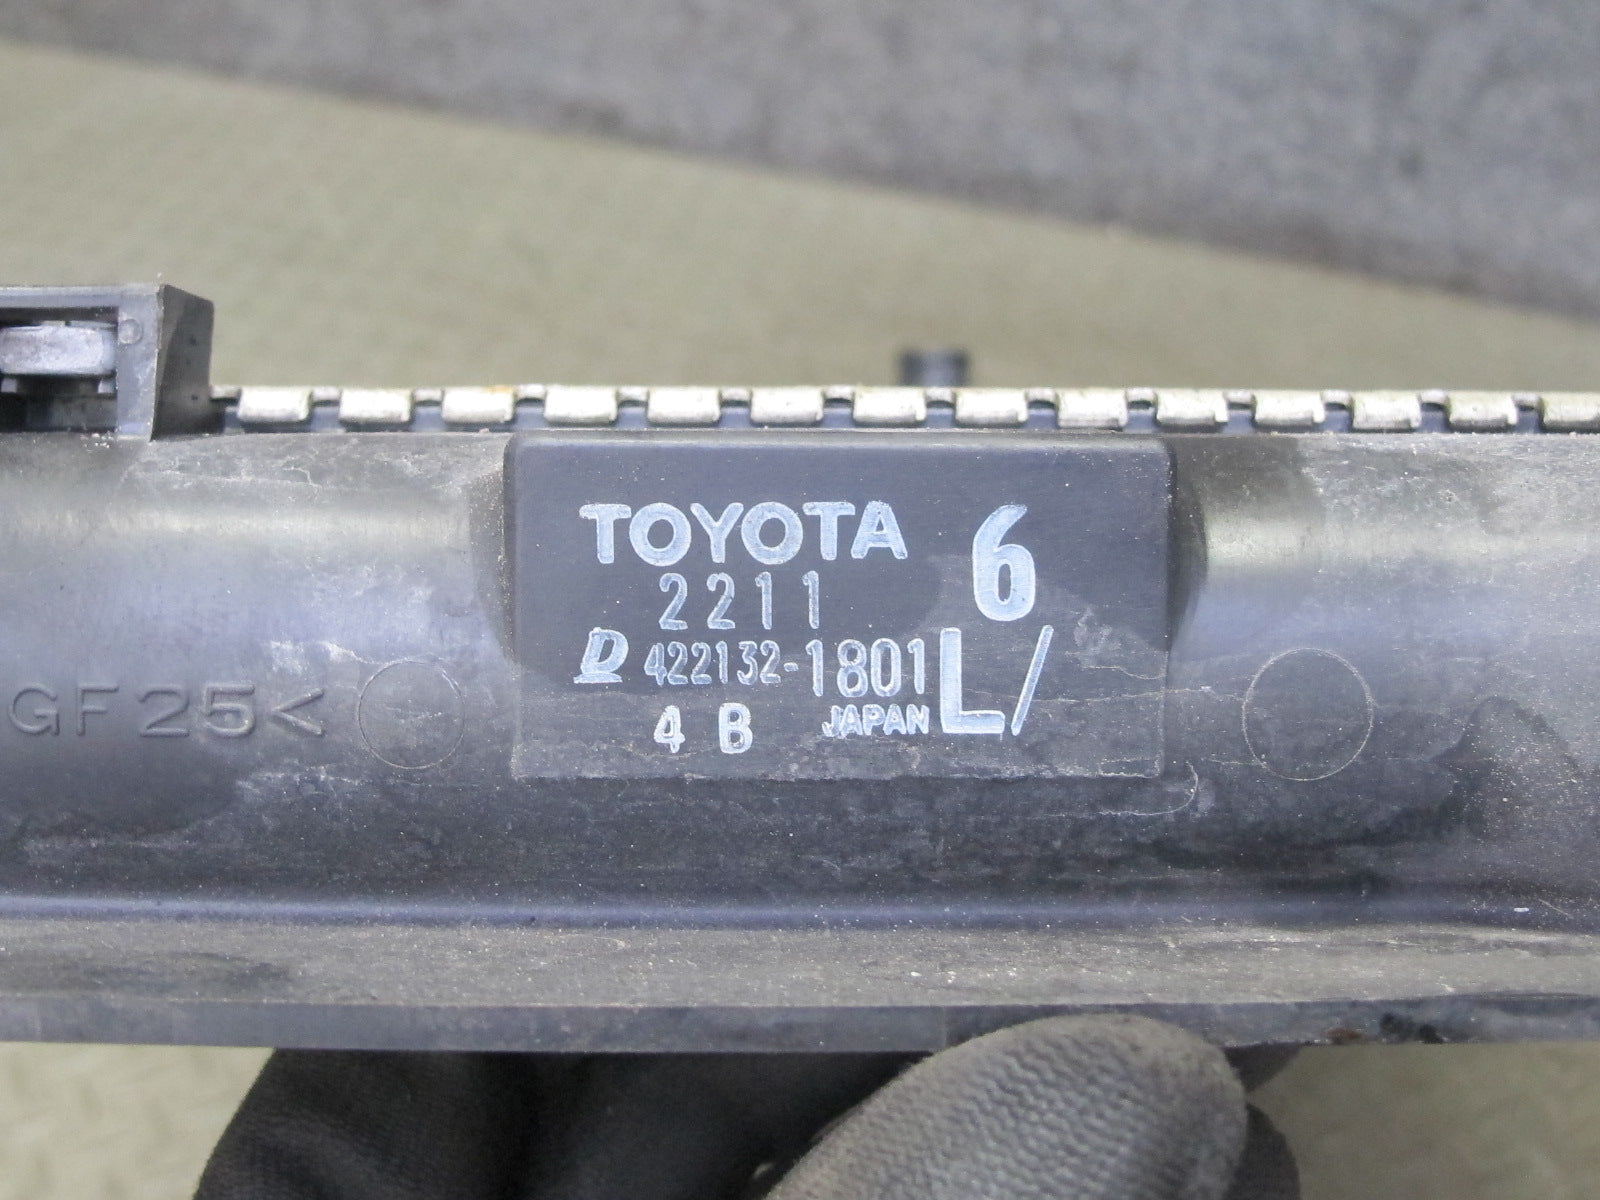 TOYOTA 6
2211
D 422132-1801 L/
4 B JAPAN
GF25<